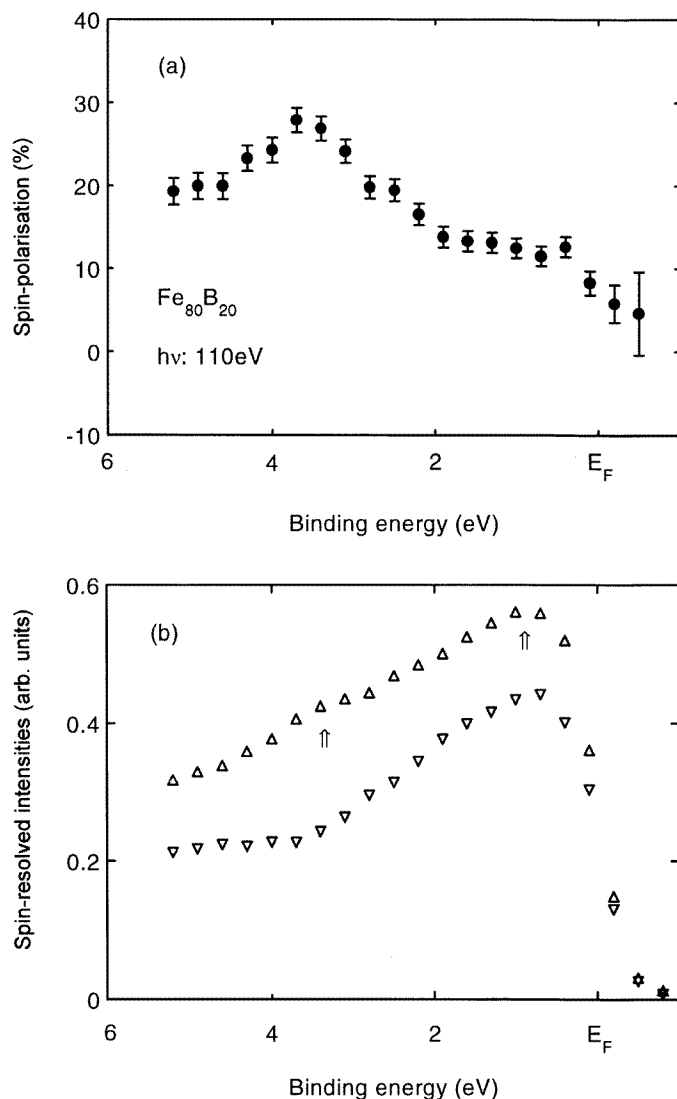 40
(a)
30
20
10
Fe80B20
0
hν: 110eV
-10
6
4
2
EF
Spin-polarisation (%)
Binding energy (eV)
0.6
(b)
⇑
0.4
⇑
0.2
0
6
4
2
EF
Spin-resolved intensities (arb. units)
Binding energy (eV)